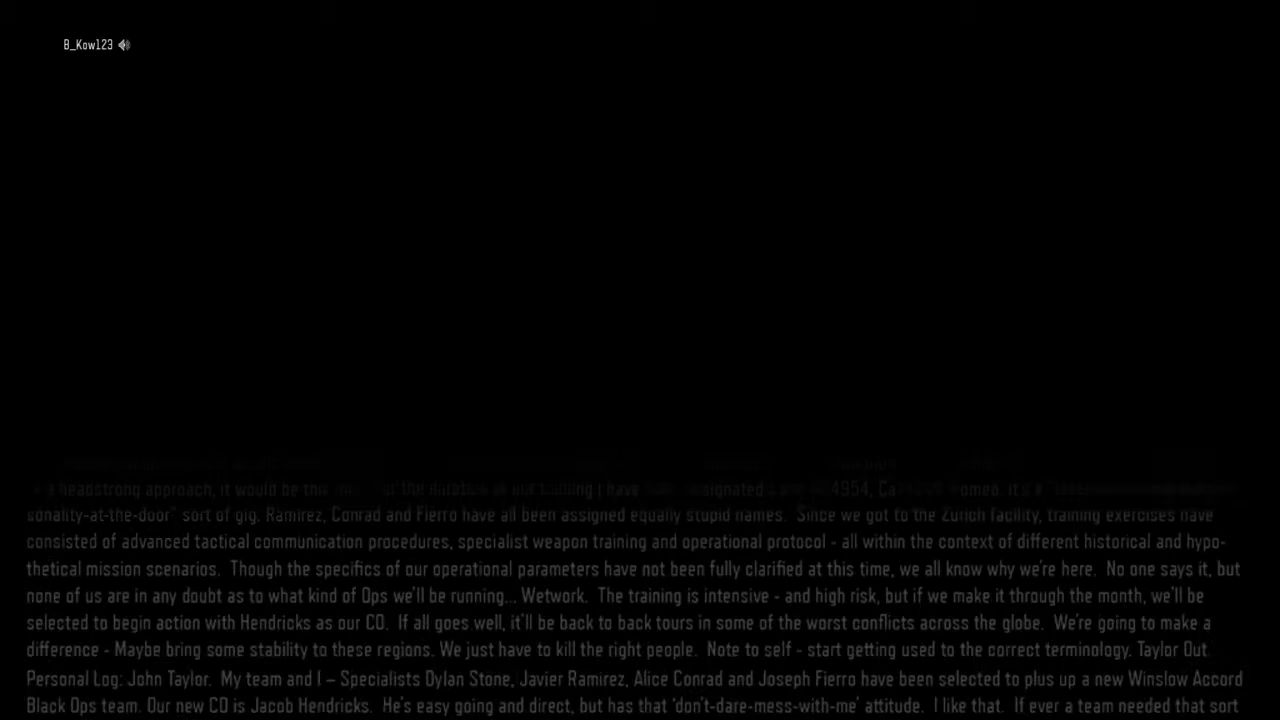 B_Kow123
headstrong approach, it would be this of our training I have 4954, it's a
sonality-at-the-door" sort of gig. Ramirez, Conrad and Fierro have all been assigned equally stupid names. Since we got to the Zurich facility, training exercises have
consisted of advanced tactical communication procedures, specialist weapon training and operational protocol - all within the context of different historical and hypo-
thetical mission scenarios. Though the specifics of our operational parameters have not been fully clarified at this time, we all know why we're here. No one says it, but
none of us are in any doubt as to what kind of Ops we'll be running... Wetwork. The training is intensive - and high risk, but if we make it through the month, we'll be
selected to begin action with Hendricks as our CO. If all goes well, it'll be back to back tours in some of the worst conflicts across the globe. We're going to make a
difference - Maybe bring some stability to these regions. We just have to kill the right people. Note to self - start getting used to the correct terminology. Taylor Out.
Personal Log: John Taylor. My team and I – Specialists Dylan Stone, Javier Ramirez, Alice Conrad and Joseph Fierro have been selected to plus up a new Winslow Accord
Black Ops team. Our new CO is Jacob Hendricks. He's easy going and direct, but has that 'don't-dare-mess-with-me' attitude. I like that. If ever a team needed that sort